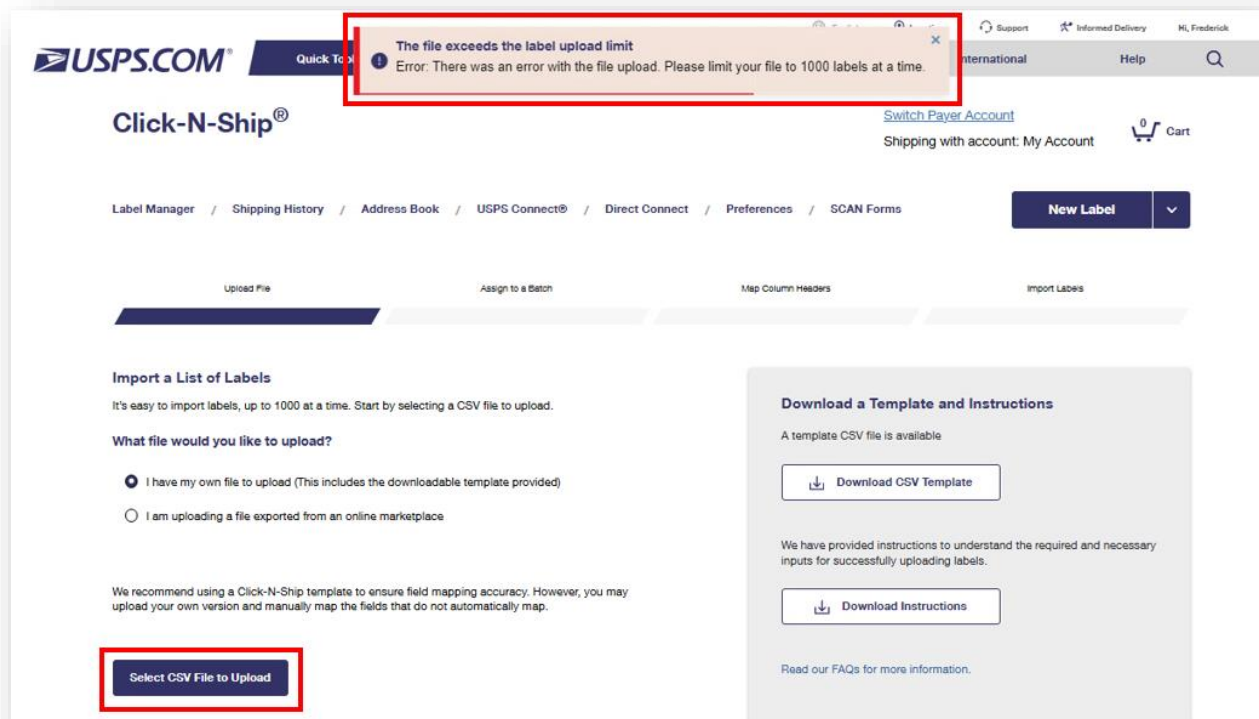 Support
Informed Delivery
Hi, Frederick
The file exceeds the label upload limit
Error: There was an error with the file upload. Please limit your file to 1000 labels at a time.
USPS.COM®
Quick
International
Help
Click-N-Ship®
Switch Payer Account
Shipping with account: My Account
0
Cart
Label Manager / Shipping History / Address Book / USPS Connect® / Direct Connect / Preferences / SCAN Forms
New Label
Upload File
Assign to a Batch
Map Column Headers
Import Labels
Import a List of Labels
It's easy to import labels, up to 1000 at a time. Start by selecting a CSV file to upload.
What file would you like to upload?
I have my own file to upload (This includes the downloadable template provided)
I am uploading a file exported from an online marketplace
We recommend using a Click-N-Ship template to ensure field mapping accuracy. However, you may
upload your own version and manually map the fields that do not automatically map.
Select CSV File to Upload
Download a Template and Instructions
A template CSV file is available
Download CSV Template
We have provided instructions to understand the required and necessary
inputs for successfully uploading labels.
Download Instructions
Read our FAQs for more information.